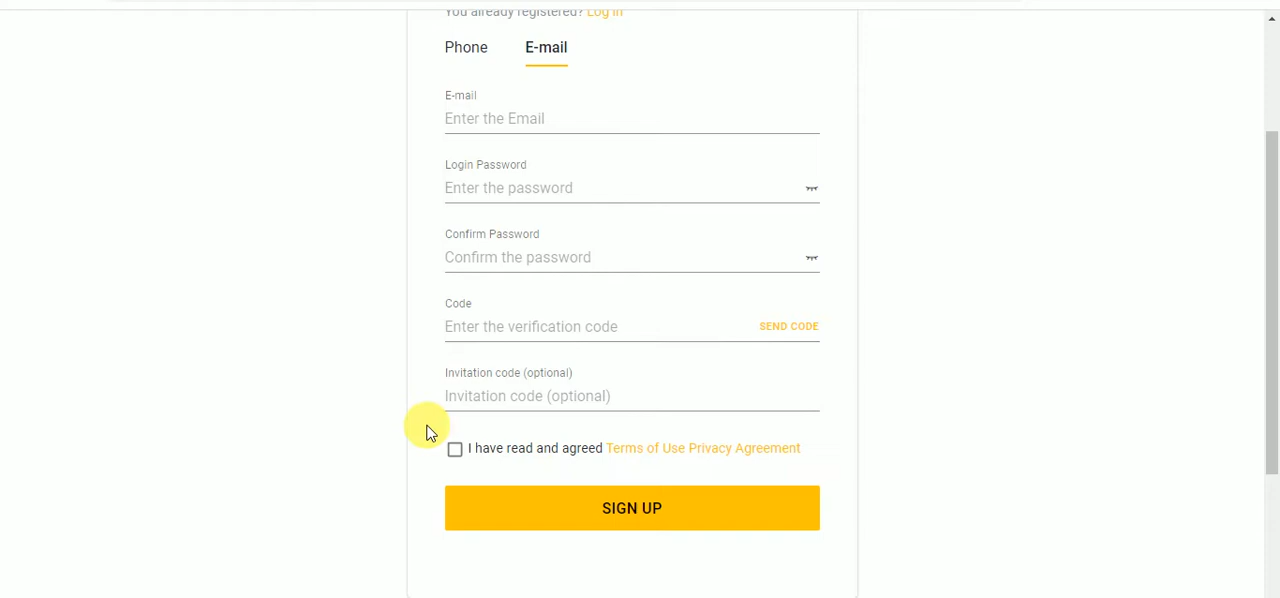 You already registered? Log in
Phone
E-mail
E-mail
Enter the Email
Login Password
Enter the password
Confirm Password
Confirm the password
Code
Enter the verification code
SEND CODE
Invitation code (optional)
Invitation code (optional)
I have read and agreed Terms of Use Privacy Agreement
SIGN UP